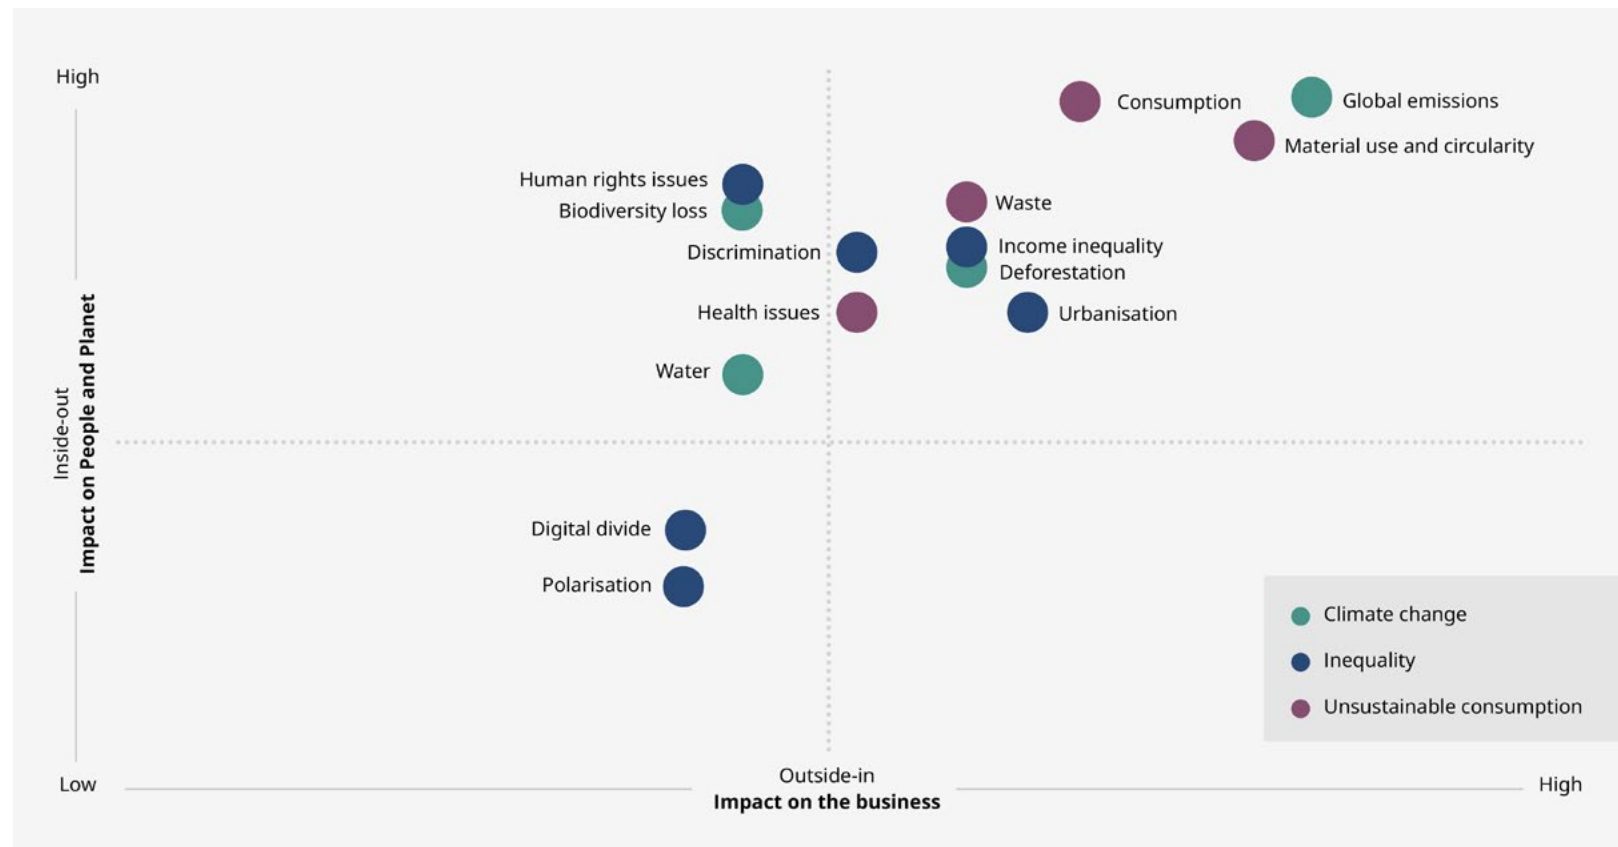 High
Consumption
Global emissions
Material use and circularity
Human rights issues
Waste
Biodiversity loss
Discrimination
Income inequality
Deforestation
Health issues
Urbanisation
Water
Inside-out
Impact on People and Planet
Digital divide
Polarisation
Climate change
Inequality
Unsustainable consumption
Low
Outside-in
Impact on the business
High